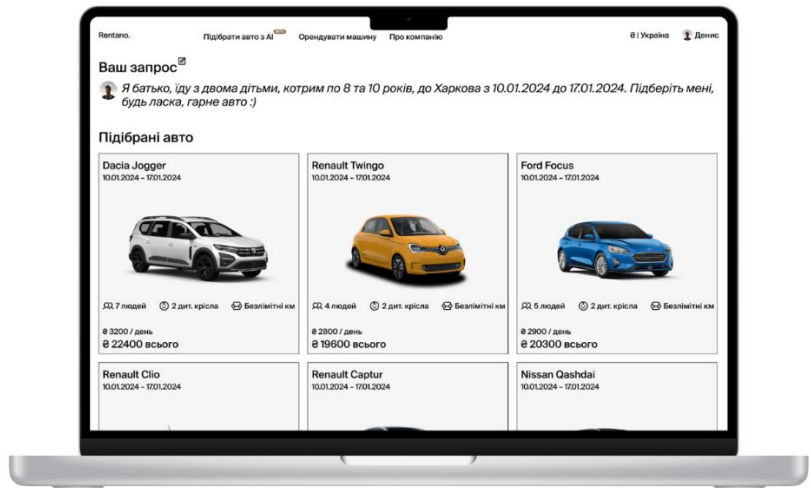 Rentano. Підібрати авто з AI BETA Орендувати машину Про компанію ₴ | Україна Денис
Ваш запрос
Я батько, їду з двома дітьми, котрим по 8 та 10 років, до Харкова з 10.01.2024 до 17.01.2024. Підберіть мені,
будь ласка, гарне авто :)
Підібрані авто
Dacia Jogger
10.01.2024 - 17.01.2024
7 людей 2 дит. крісла Безлімітні км
₴ 3200 / день
₴ 22400 всього
Renault Twingo
10.01.2024 - 17.01.2024
4 людей 2 дит. крісла Безлімітні км
₴ 2800 / день
₴ 19600 всього
Ford Focus
10.01.2024 - 17.01.2024
5 людей 2 дит. крісла Безлімітні км
₴ 2900 / день
₴ 20300 всього
Renault Clio
10.01.2024 - 17.01.2024
Renault Captur
10.01.2024 - 17.01.2024
Nissan Qashdai
10.01.2024 - 17.01.2024